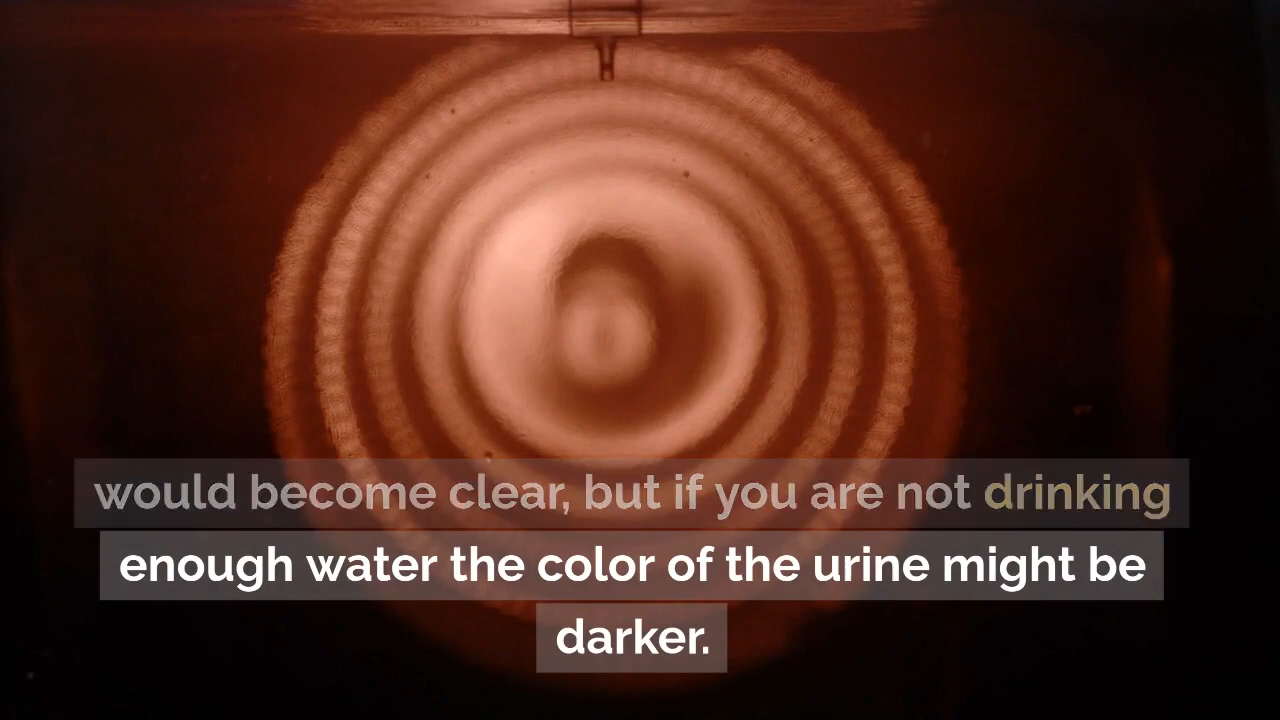 would become clear, but if you are not drinking
enough water the color of the urine might be
darker.